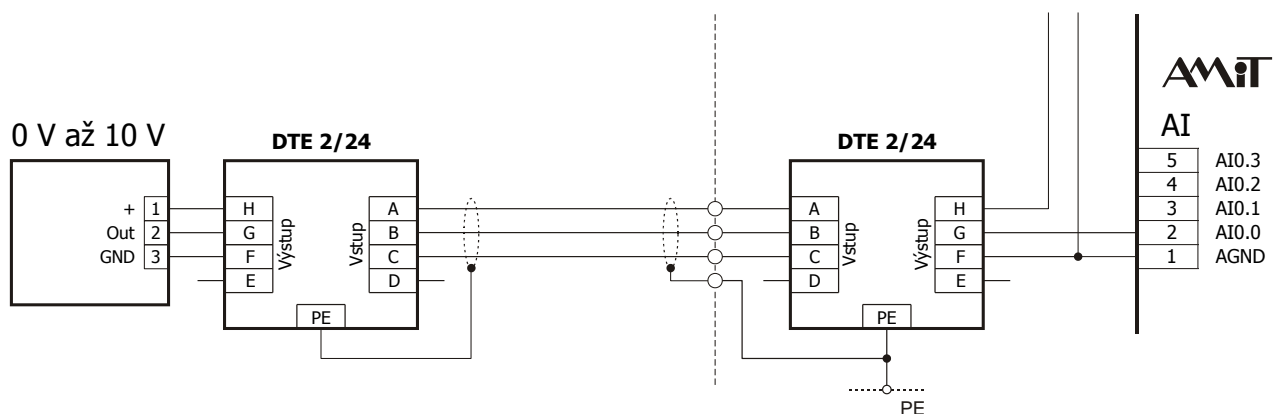 AMiT
0 V až 10 V
DTE 2/24
DTE 2/24
AI
+ 1
Out 2
GND 3
H
G
F
E
Výstup
Vstup
A
B
C
D
PE
A
B
C
D
Vstup
Výstup
H
G
F
E
PE
5 AI0.3
4 AI0.2
3 AI0.1
2 AI0.0
1 AGND
PE